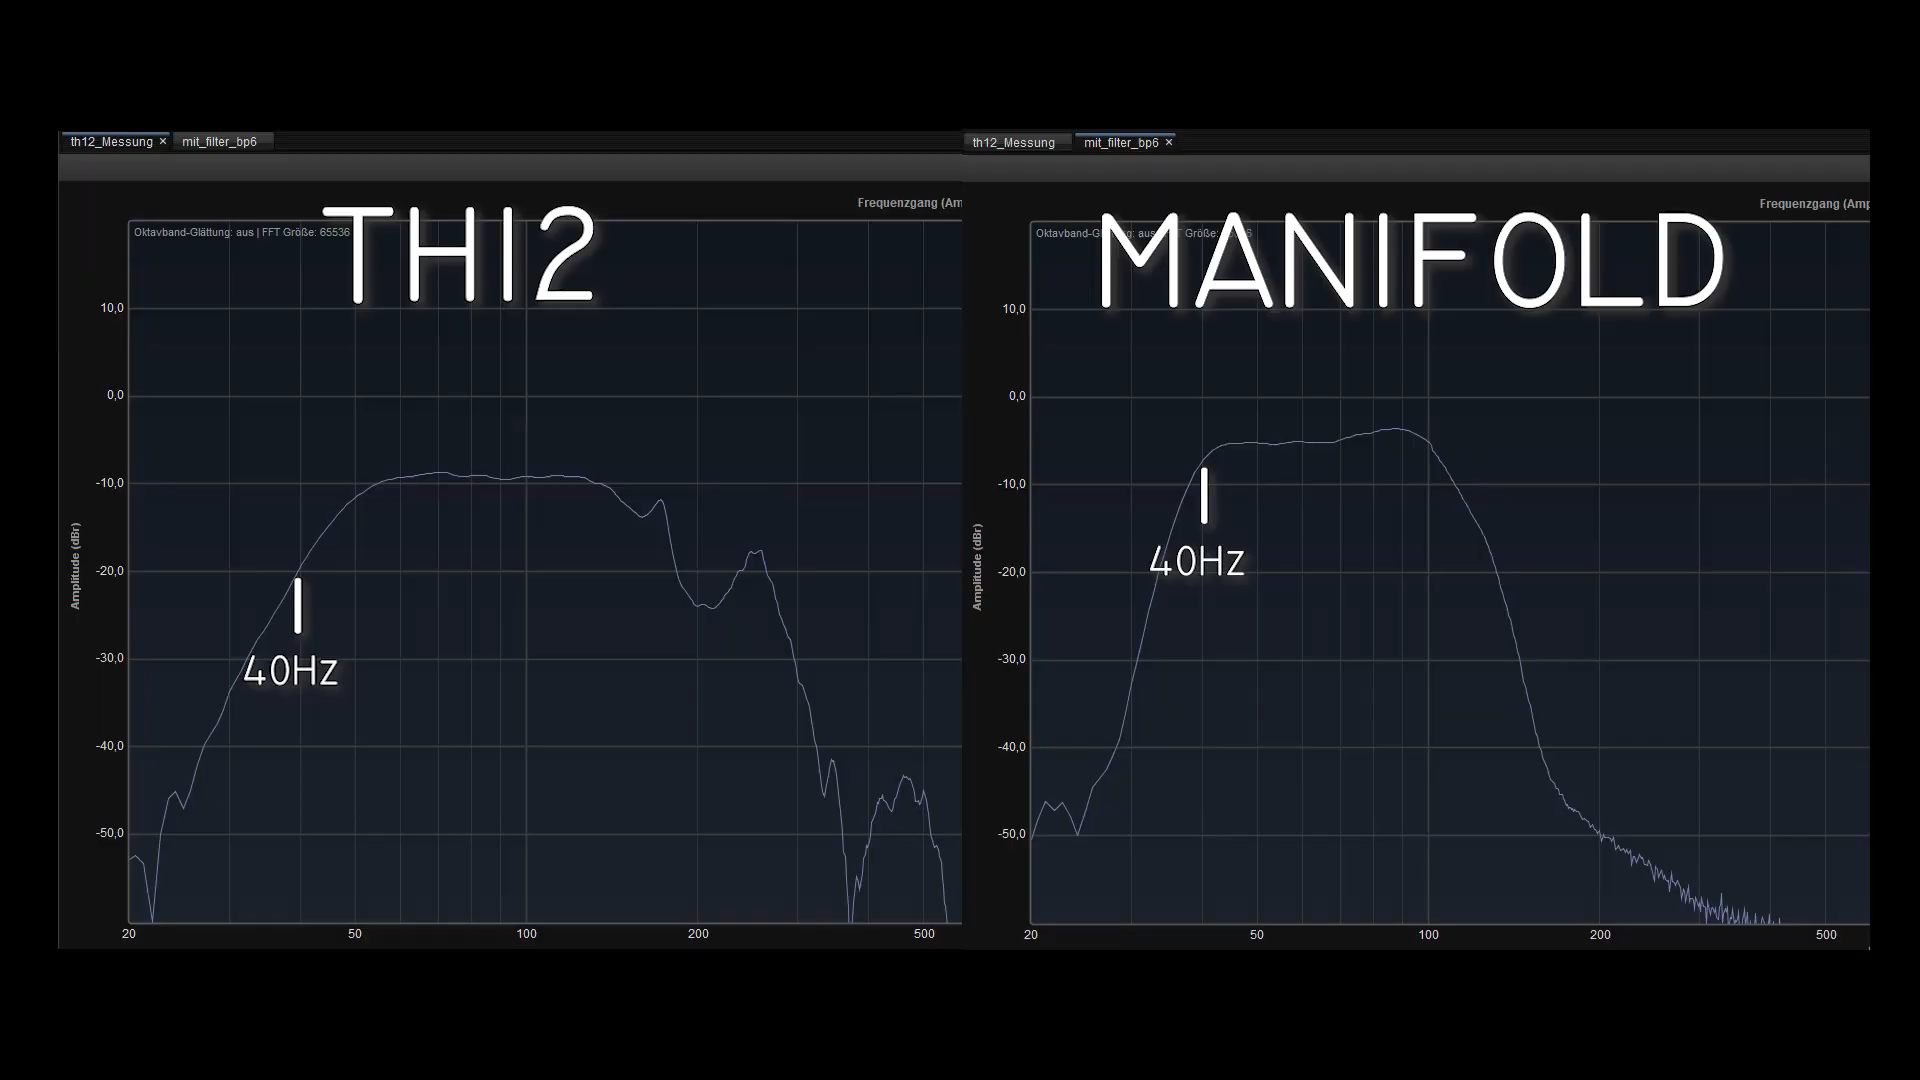 th12_Messung × mit_filter_bp6
Frequenzgang (Am
Oktavband-Glättung: aus | FFT Größe: 65536
TH12
10,0
0,0
-10,0
-20,0
-30,0
-40,0
-50,0
Amplitude (dBr)
40Hz
20 50 100 200 500
th12_Messung mit_filter_bp6 ×
Frequenzgang (Amp
Oktavband-Gl
MANIFOLD
10,0
0,0
-10,0
-20,0
-30,0
-40,0
-50,0
Amplitude (dBr)
40Hz
20 50 100 200 500